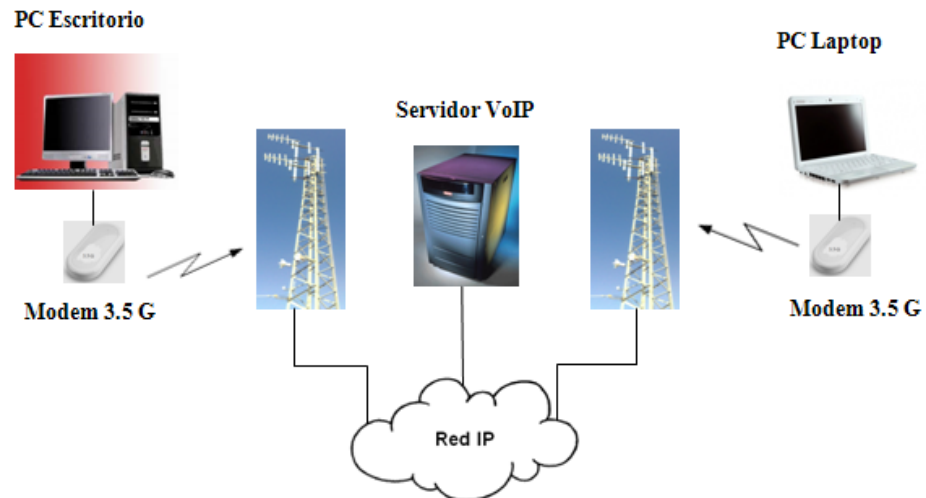 PC Escritorio
PC Laptop
Servidor VoIP
Modem 3.5 G
Modem 3.5 G
Red IP